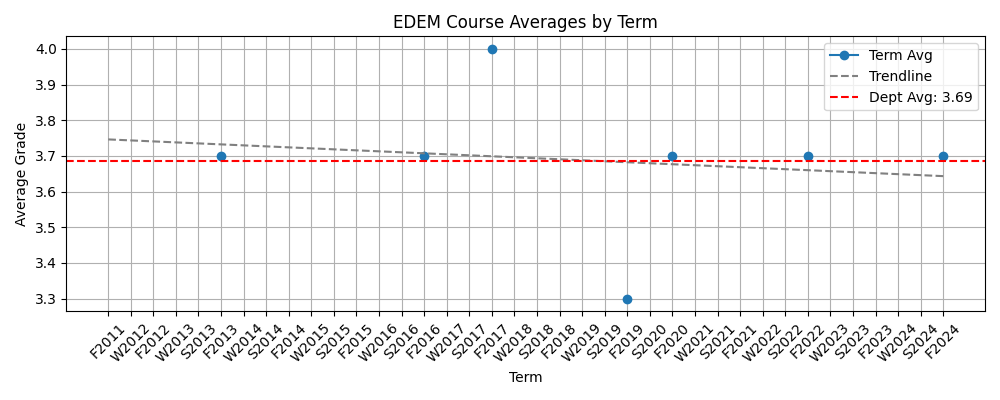 EDEM Course Averages by Term
Term Avg
Trendline
Dept Avg: 3.69
Average Grade
4.0
3.9
3.8
3.7
3.6
3.5
3.4
3.3
F2011
W2012
F2012
W2013
S2013
F2013
W2014
S2014
F2014
W2015
S2015
F2015
W2016
S2016
F2016
W2017
S2017
F2017
W2018
S2018
F2018
W2019
S2019
F2019
S2020
F2020
W2021
S2021
F2021
W2022
S2022
F2022
W2023
S2023
F2023
W2024
S2024
F2024
Term